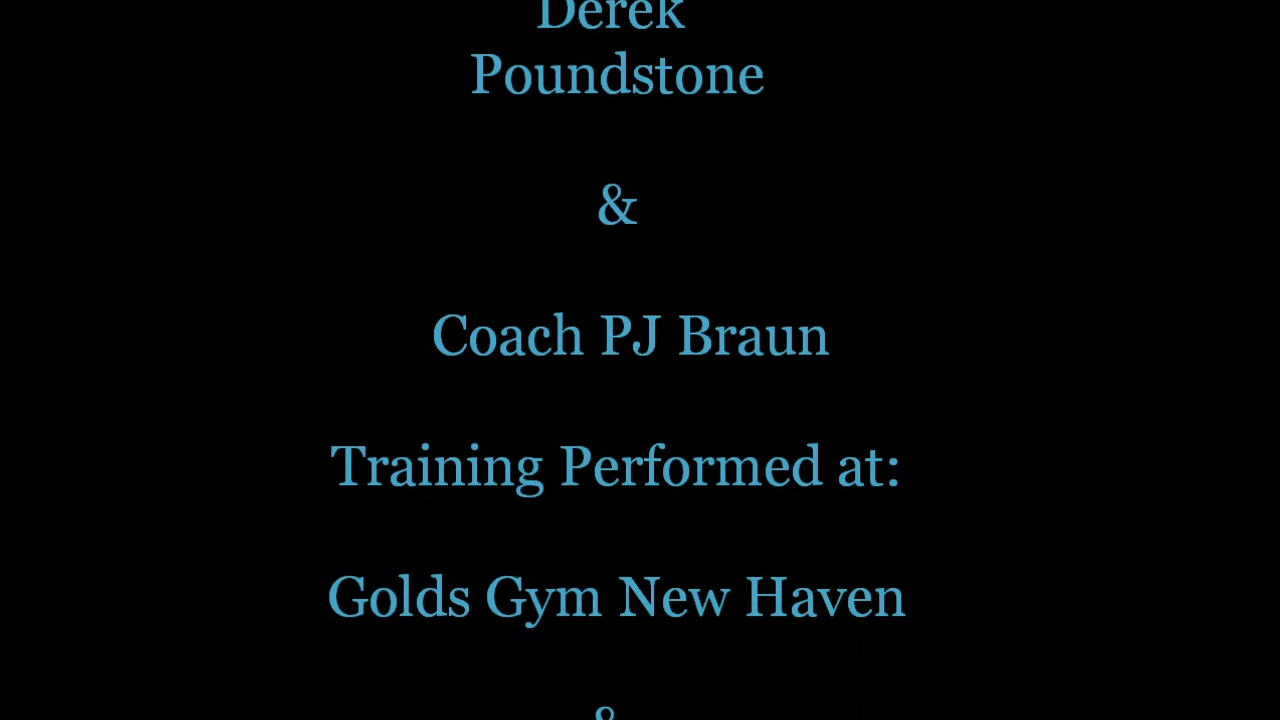 Derek
Poundstone
&
Coach PJ Braun
Training Performed at:
Golds Gym New Haven
&